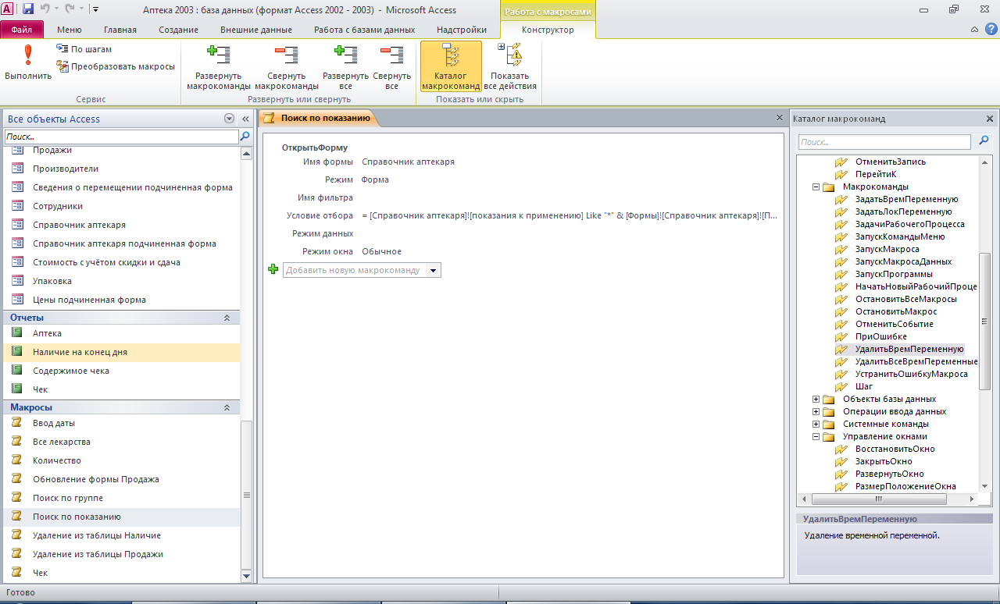 Аптека 2003 : база данных (формат Access 2002 - 2003) - Microsoft Access
Работа с макросами
Файл
Меню
Главная
Создание
Внешние данные
Работа с базами данных
Надстройки
Конструктор
Выполнить
По шагам
Преобразовать макросы
Развернуть макрокоманды
Свернуть макрокоманды
Развернуть все
Свернуть все
Каталог макрокоманд
Показать все действия
Сервис
Развернуть или свернуть
Показать или скрыть
Все объекты Access
Поиск...
Продажи
Производители
Сведения о перемещении подчиненная форма
Сотрудники
Справочник аптекаря
Справочник аптекаря подчиненная форма
Стоимость с учётом скидки и сдача
Упаковка
Цены подчиненная форма
Отчеты
Аптека
Наличие на конец дня
Содержимое чека
Чек
Макросы
Ввод даты
Все лекарства
Количество
Обновление формы Продажа
Поиск по группе
Поиск по показанию
Удаление из таблицы Наличие
Удаление из таблицы Продажи
Чек
Поиск по показанию
ОткрытьФорму
Имя формы Справочник аптекаря
Режим Форма
Имя фильтра
Условие отбора = [Справочник аптекаря]![показания к применению] Like "*" & [Формы]![Справочник аптекаря]![П...
Режим данных
Режим окна Обычное
Добавить новую макрокоманду
Каталог макрокоманд
Поиск...
ОтменитьЗапись
ПерейтиК
Макрокоманды
ЗадатьВремПеременную
ЗадатьЛокПеременную
ЗадачиРабочегоПроцесса
ЗапускКомандыМеню
ЗапускМакроса
ЗапускМакросаДанных
ЗапускПрограммы
НачатьНовыйРабочийПроце
ОстановитьВсеМакросы
ОстановитьМакрос
ОтменитьСобытие
ПриОшибке
УдалитьВремПеременную
УдалитьВсеВремПеременные
УстранитьОшибкуМакроса
Шаг
Объекты базы данных
Операции ввода данных
Системные команды
Управление окнами
ВосстановитьОкно
ЗакрытьОкно
РазвернутьОкно
РазмерПоложениеОкна
УдалитьВремПеременную
Удаление временной переменной.
Готово